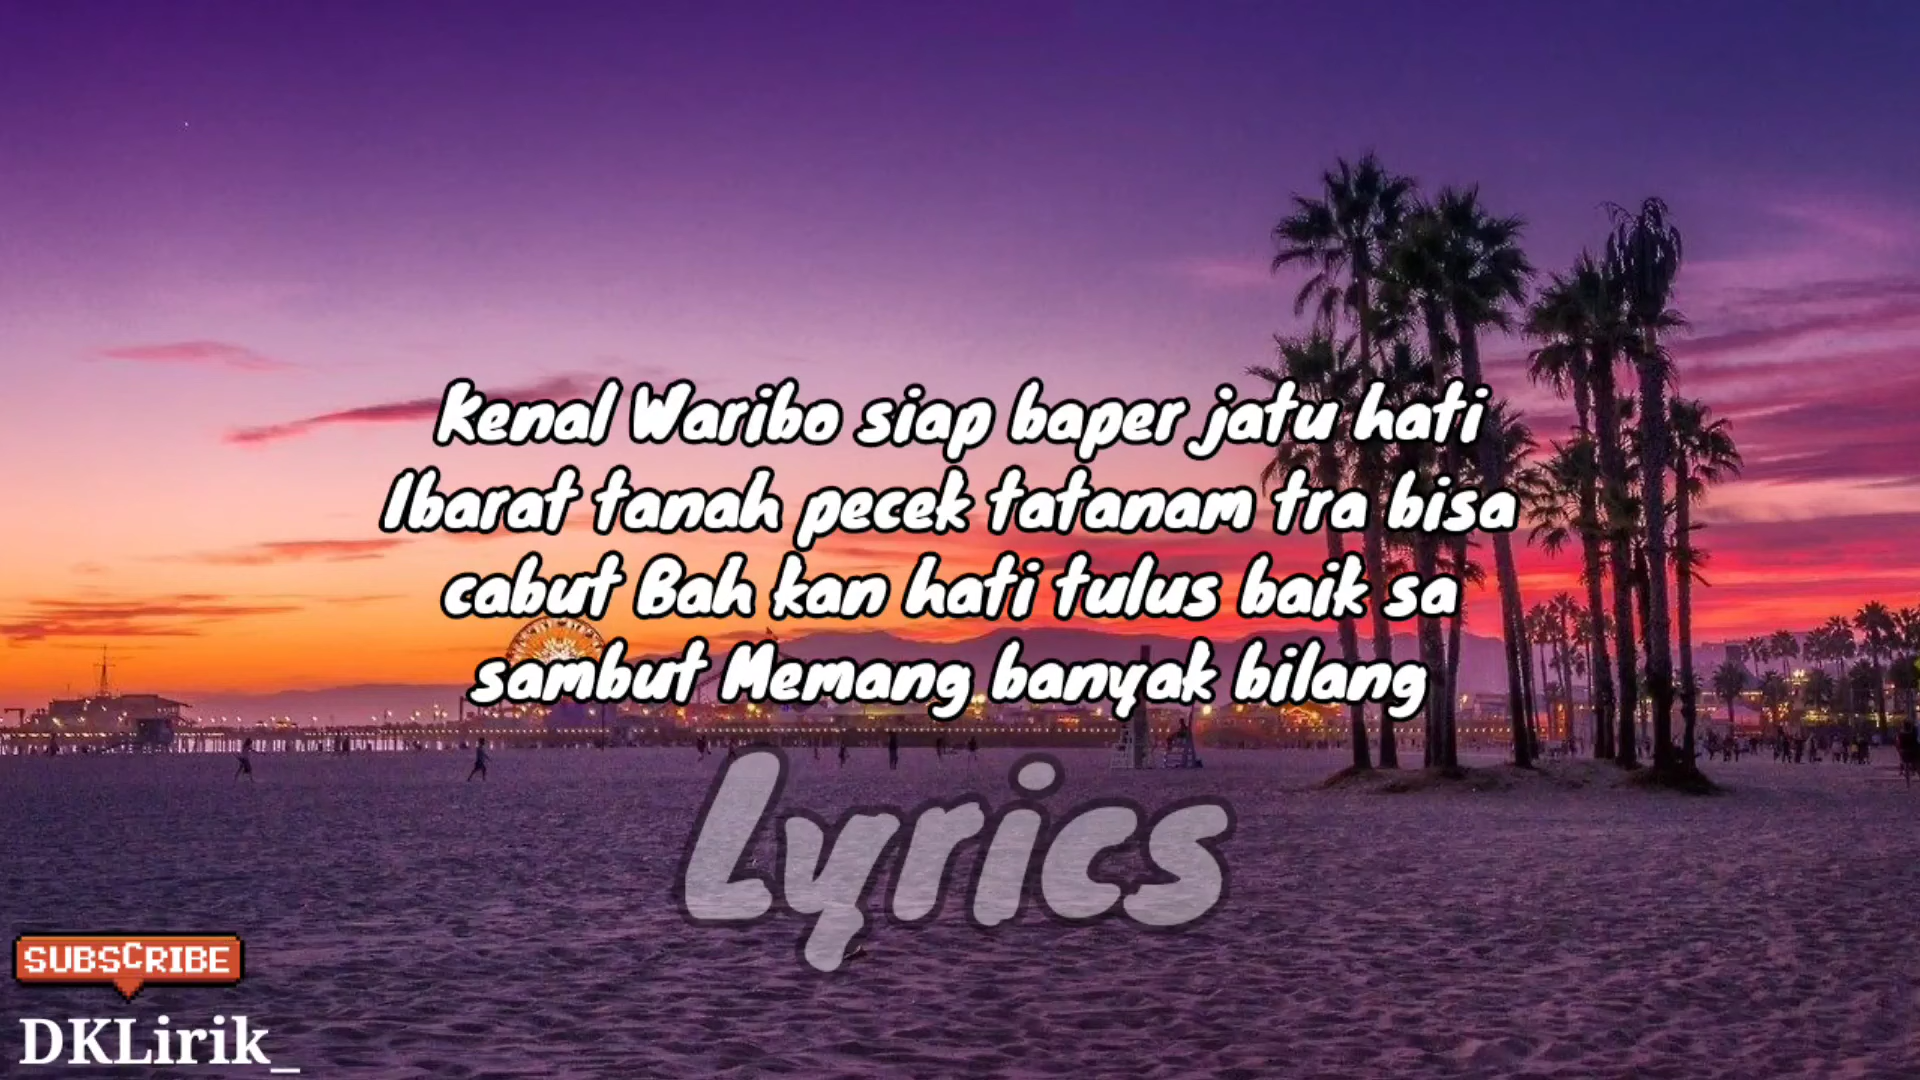 Kenal Waribo siap baper jatu hati
Ibarat tanah pecek tatanam tra bisa
cabut Bah kan hati tulus baik sa
sambut Memang banyak bilang
Lyrics
SUBSCRIBE
DKLirik_